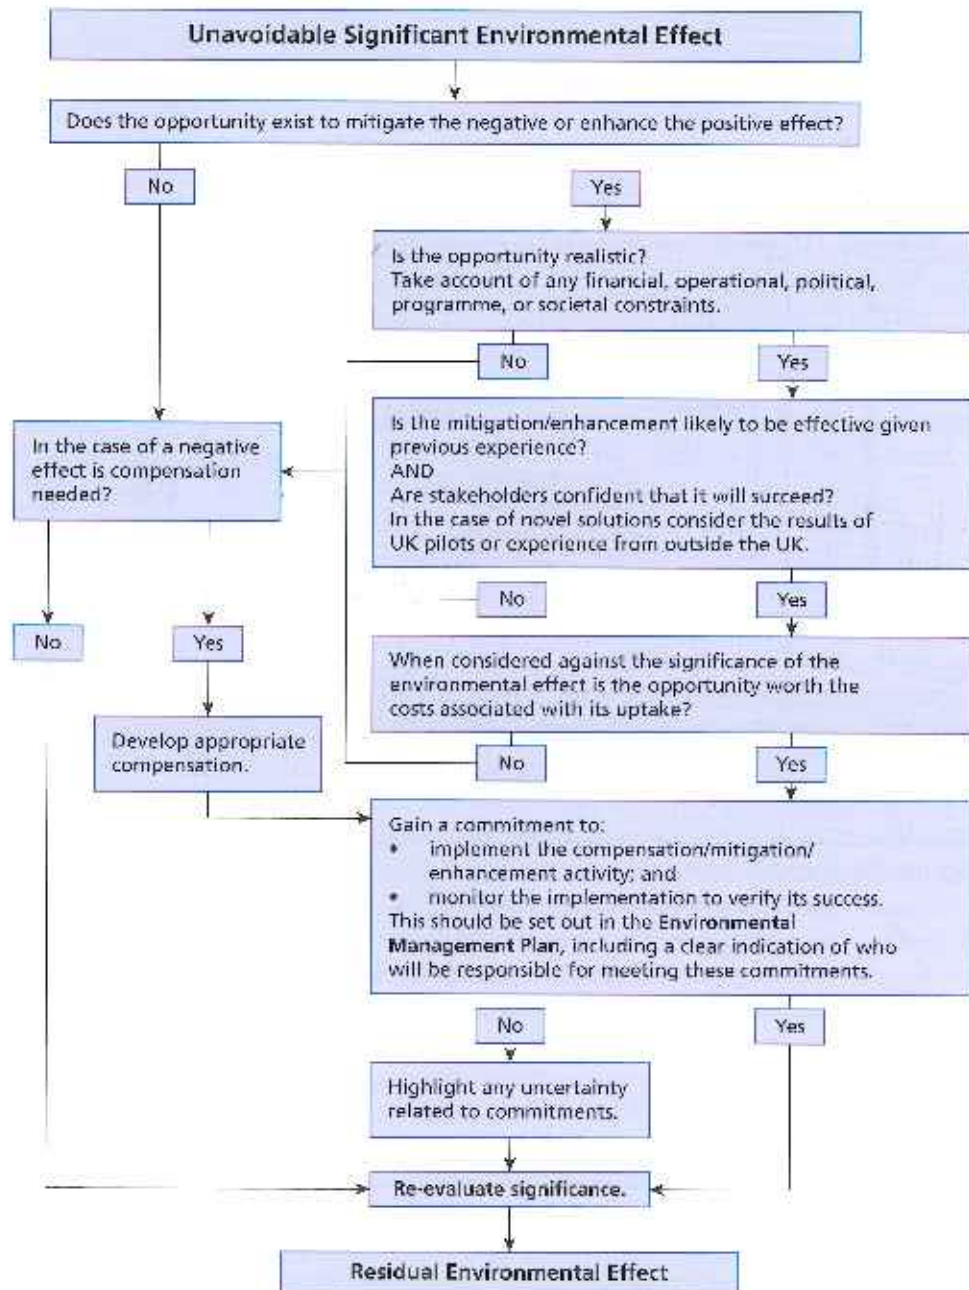 Unavoidable Significant Environmental Effect
Does the opportunity exist to mitigate the negative or enhance the positive effect?
No
Yes
Is the opportunity realistic?
Take account of any financial, operational, political,
programme, or societal constraints.
No
Yes
In the case of a negative
effect is compensation
needed?
Is the mitigation/enhancement likely to be effective given
previous experience?
AND
Are stakeholders confident that it will succeed?
In the case of novel solutions consider the results of
UK pilots or experience from outside the UK.
No
Yes
No
Yes
When considered against the significance of the
environmental effect is the opportunity worth the
costs associated with its uptake?
Develop appropriate
compensation.
No
Yes
Gain a commitment to:
• implement the compensation/mitigation/
enhancement activity; and
• monitor the implementation to verify its success.
This should be set out in the Environmental
Management Plan, including a clear indication of who
will be responsible for meeting these commitments.
No
Yes
Highlight any uncertainty
related to commitments.
Re-evaluate significance.
Residual Environmental Effect